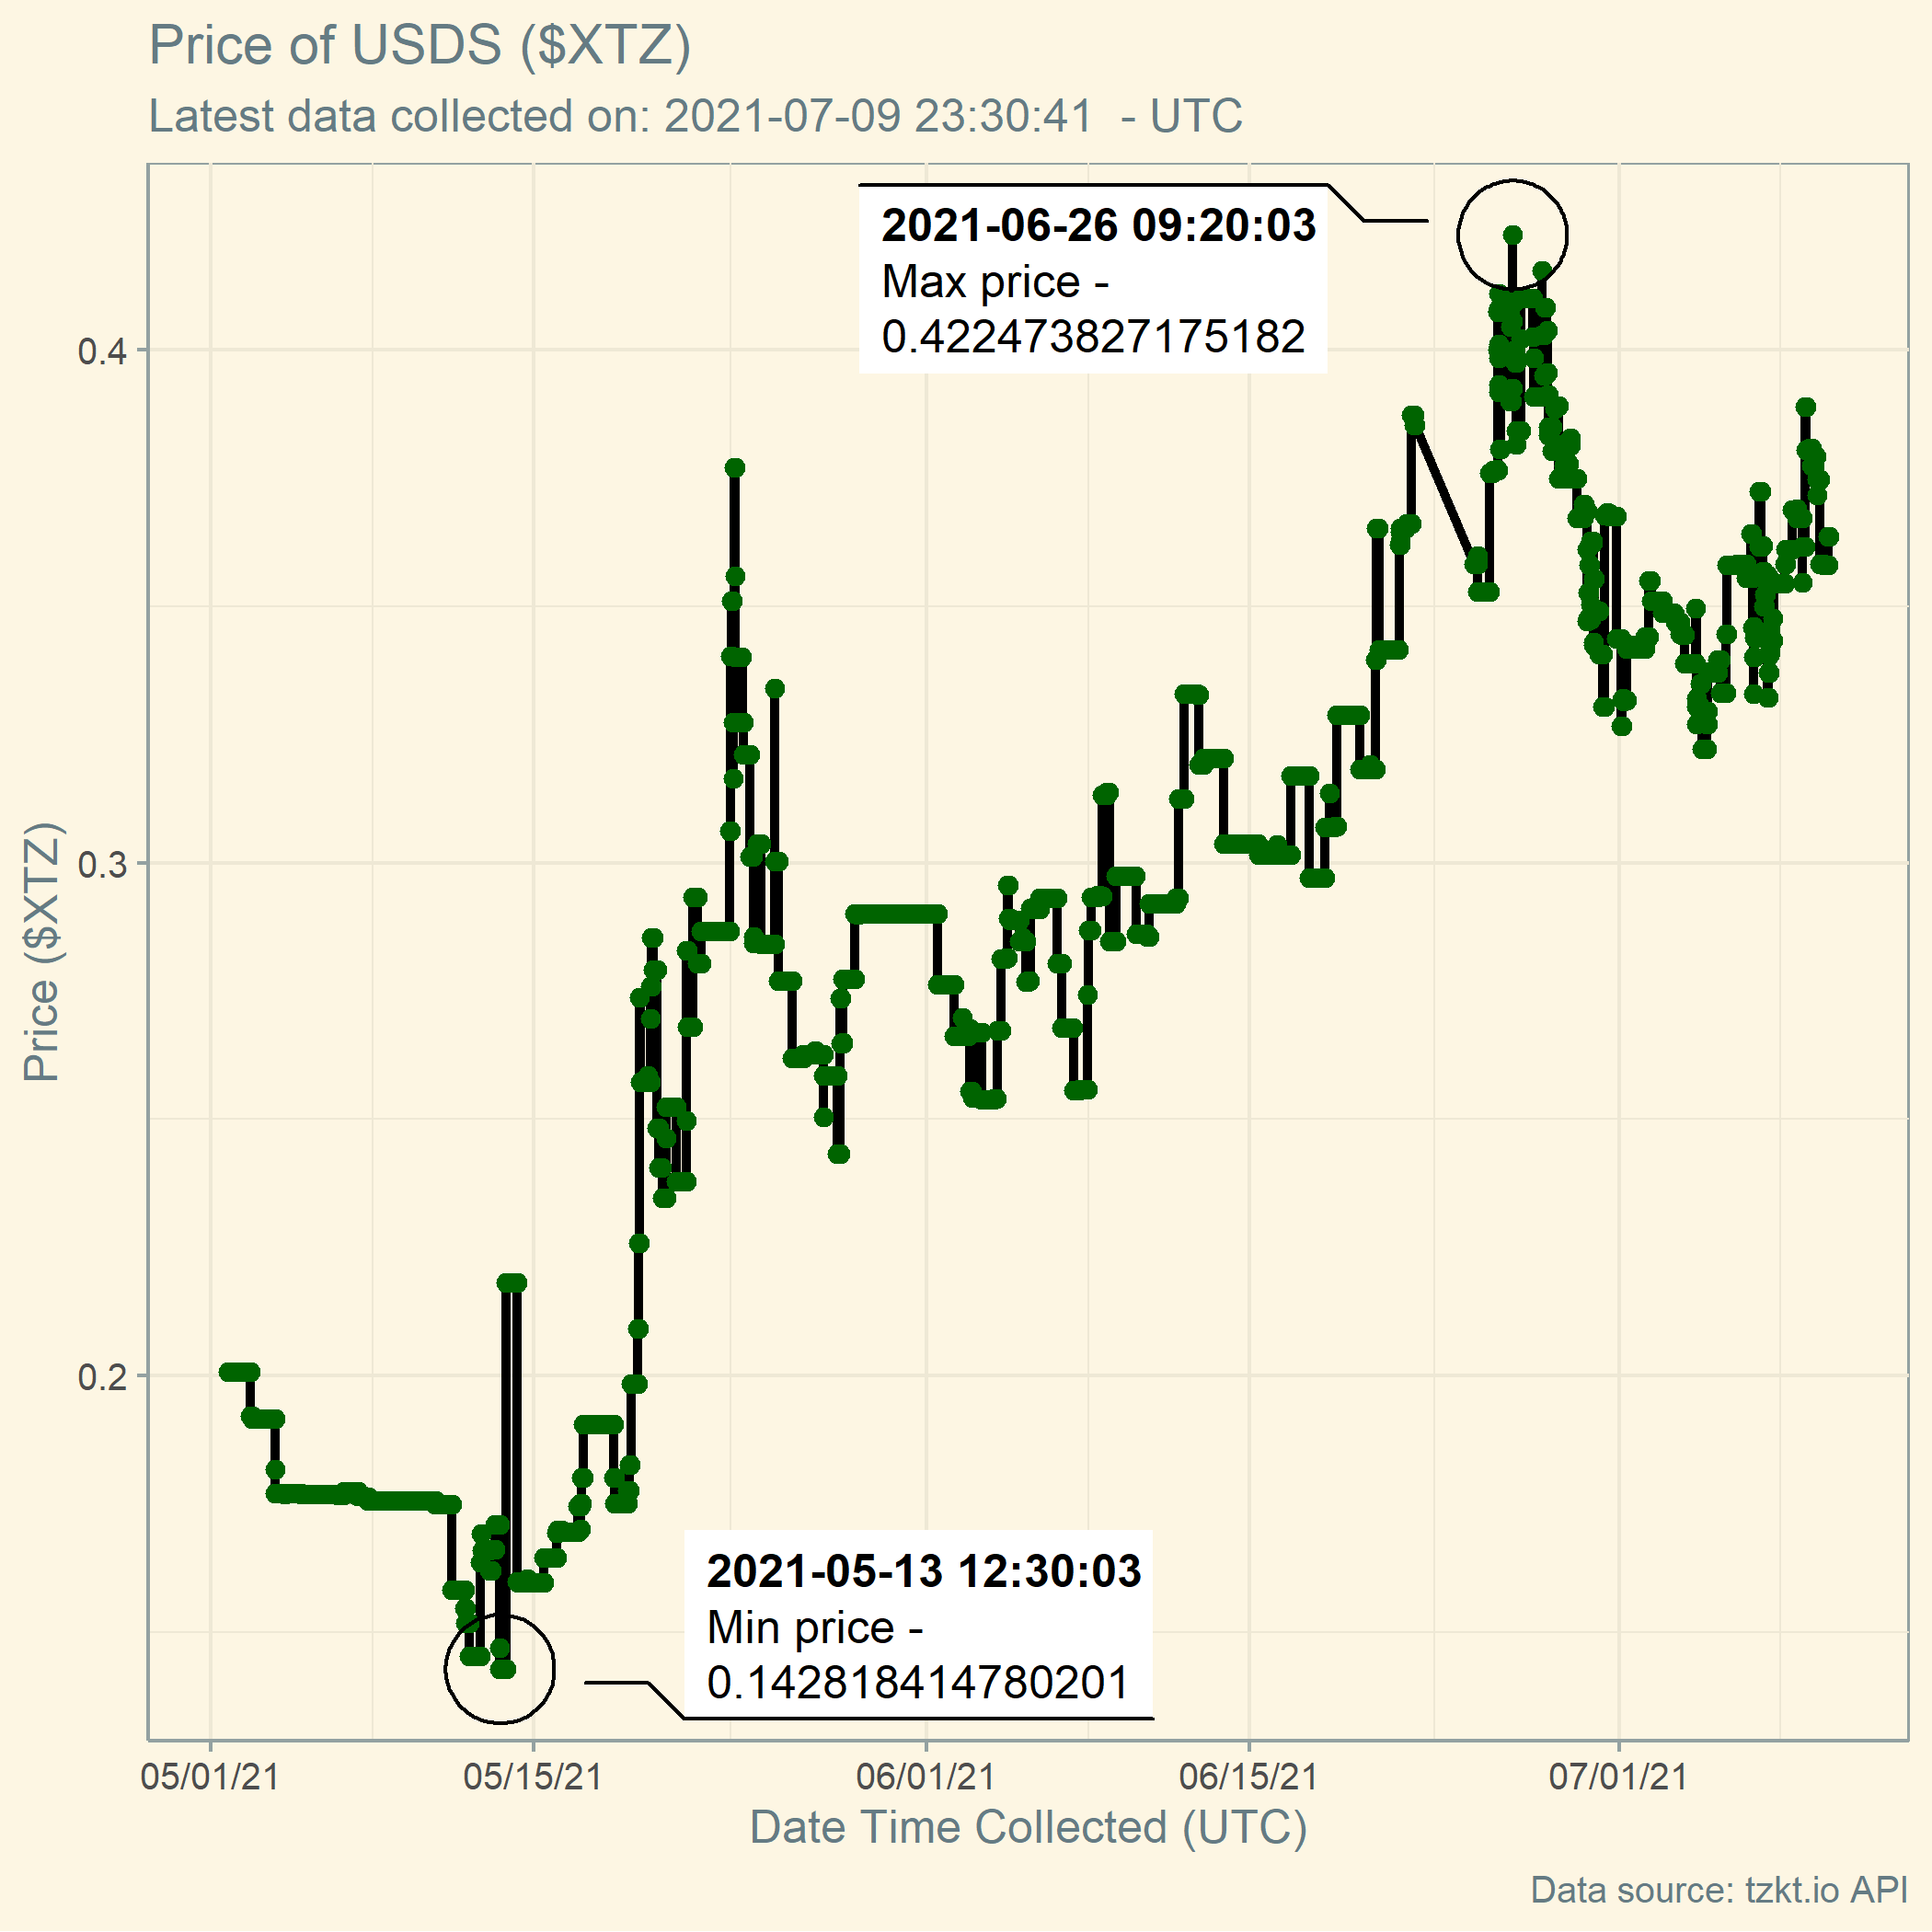 Price of USDS ($XTZ)
Latest data collected on: 2021-07-09 23:30:41  - UTC
2021-06-26 09:20:03
Max price -
0.422473827175182
0.4
0.3
0.2
Price ($XTZ)
2021-05-13 12:30:03
Min price -
0.142818414780201
05/01/21 05/15/21 06/01/21 06/15/21 07/01/21
Date Time Collected (UTC)
Data source: tzkt.io API